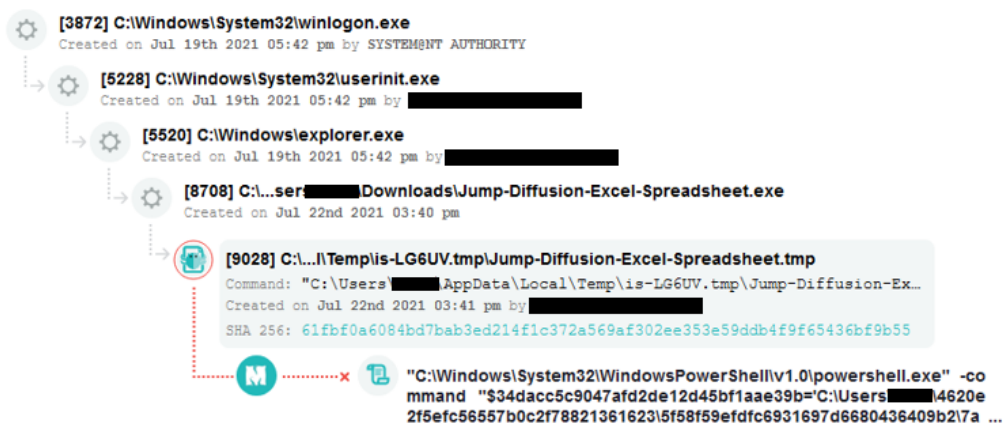 [3872] C:\Windows\System32\winlogon.exe
Created on Jul 19th 2021 05:42 pm by SYSTEM@NT AUTHORITY
[5228] C:\Windows\System32\userinit.exe
Created on Jul 19th 2021 05:42 pm by
[5520] C:\Windows\explorer.exe
Created on Jul 19th 2021 05:42 pm by
[8708] C:\...sers \Downloads\Jump-Diffusion-Excel-Spreadsheet.exe
Created on Jul 22nd 2021 03:40 pm
[9028] C:\...l\Temp\is-LG6UV.tmp\Jump-Diffusion-Excel-Spreadsheet.tmp
Command: "C:\Users\ \AppData\Local\Temp\is-LG6UV.tmp\Jump-Diffusion-Ex...
Created on Jul 22nd 2021 03:41 pm by
SHA 256: 61fbf0a6084bd7bab3ed214f1c372a569af302ee353e59ddb4f9f65436bf9b55
M
"C:\Windows\System32\WindowsPowerShell\v1.0\powershell.exe" -co
mmand "$34dacc5c9047afd2de12d45bf1aae39b='C:\Users \4620e
2f5efc56557b0c2f78821361623\5f58f59efdfc6931697d6680436409b2\7a ...